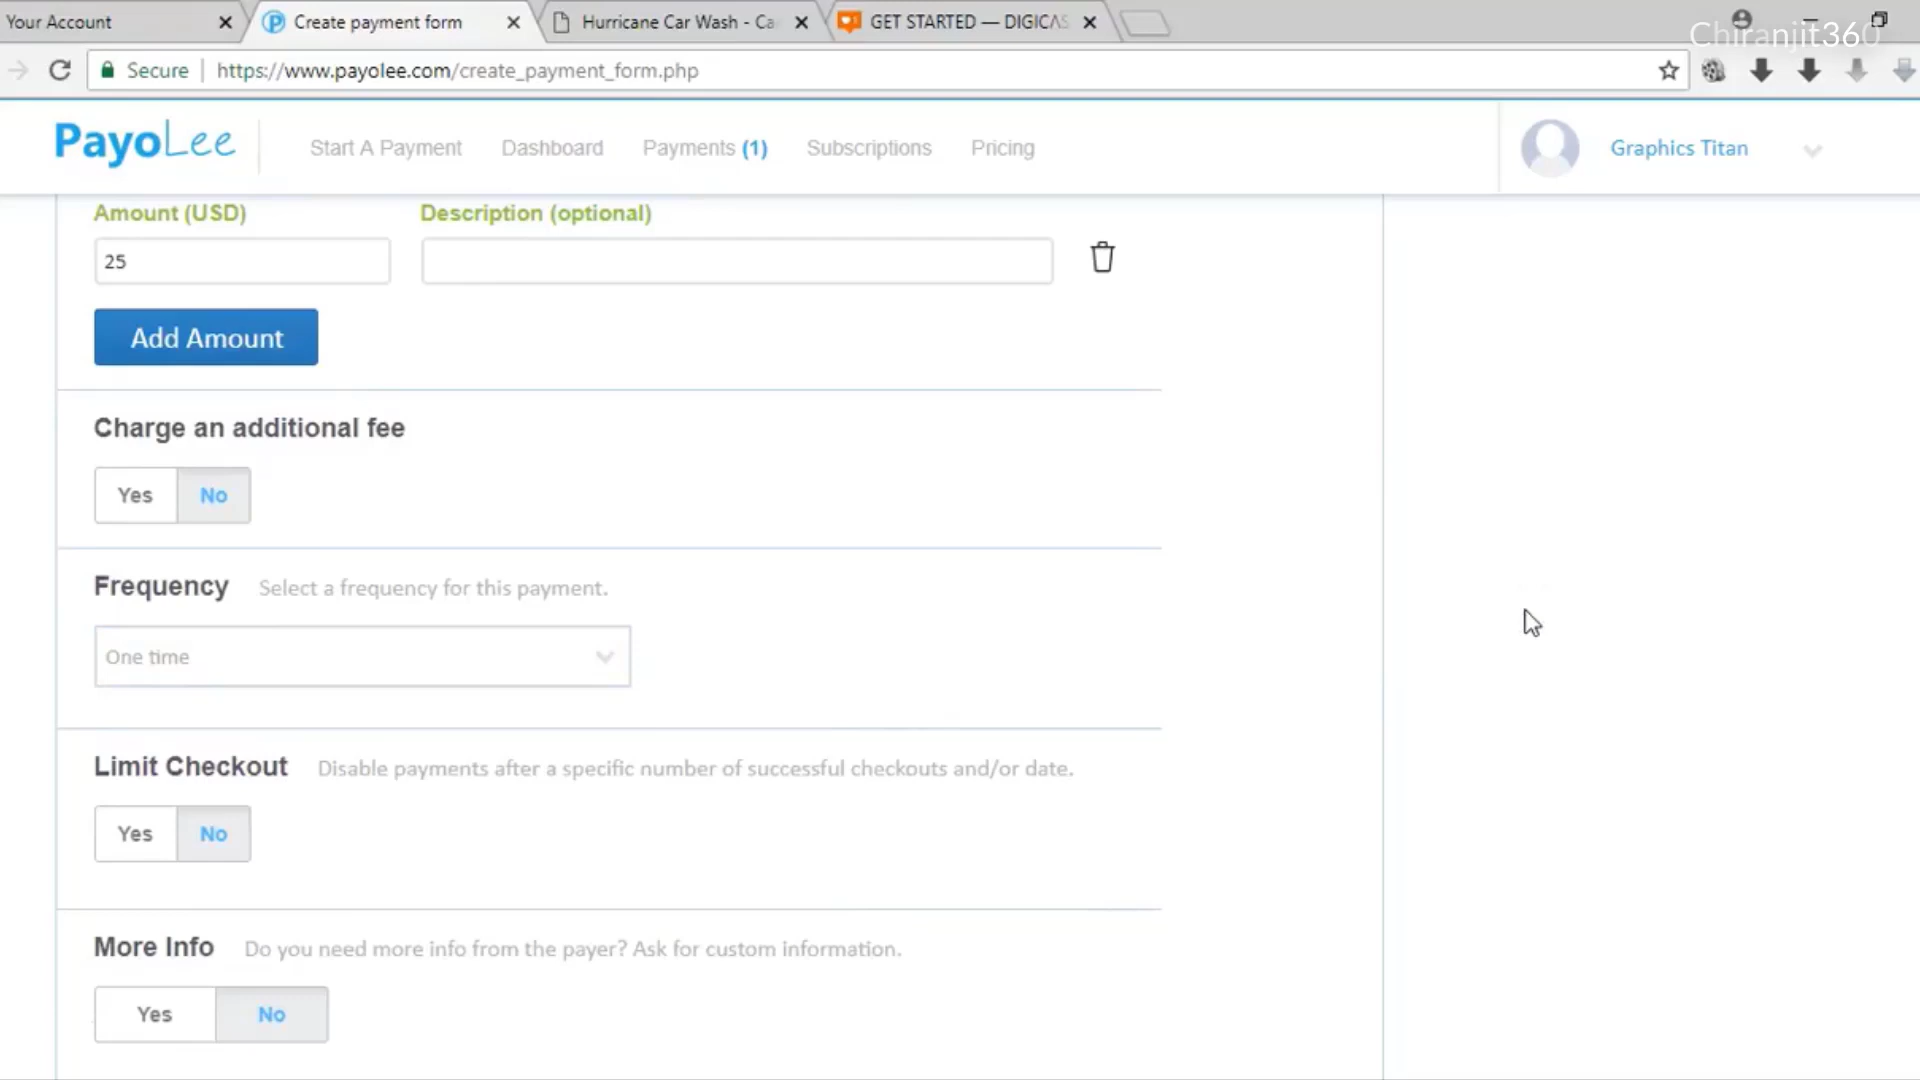 Your Account
Create payment form
Hurricane Car Wash - Ca
GET STARTED — DIGICAS
Chiranjit360
Secure
https://www.payolee.com/create_payment_form.php
PayoLee
Start A Payment
Dashboard
Payments (1)
Subscriptions
Pricing
Graphics Titan
Amount (USD)
Description (optional)
25
Add Amount
Charge an additional fee
Yes
No
Frequency
Select a frequency for this payment.
One time
Limit Checkout
Disable payments after a specific number of successful checkouts and/or date.
Yes
No
More Info
Do you need more info from the payer? Ask for custom information.
Yes
No